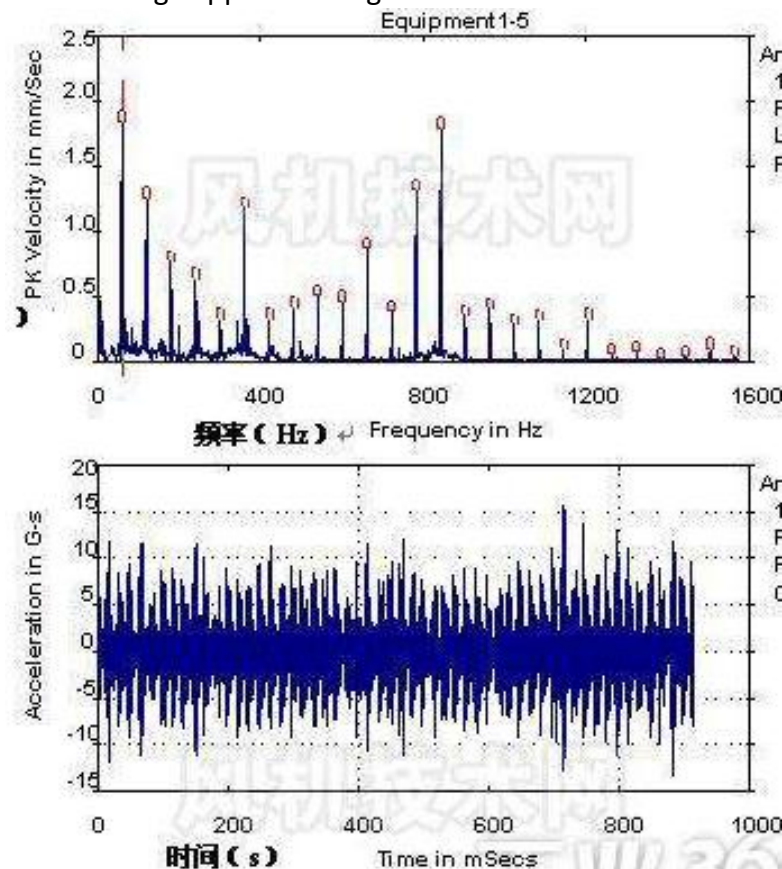 Equipment1-5
2.5
2.0
1.5
1.0
0.5
0
PK Velocity in mm/Sec
风机技术网
0 400 800 1200 1600
频率（Hz）↵ Frequency in Hz
20
15
10
5
0
-5
-10
-15
Acceleration in G-s
风机技术网
0 200 400 600 800 1000
时间（s） Time in mSecs